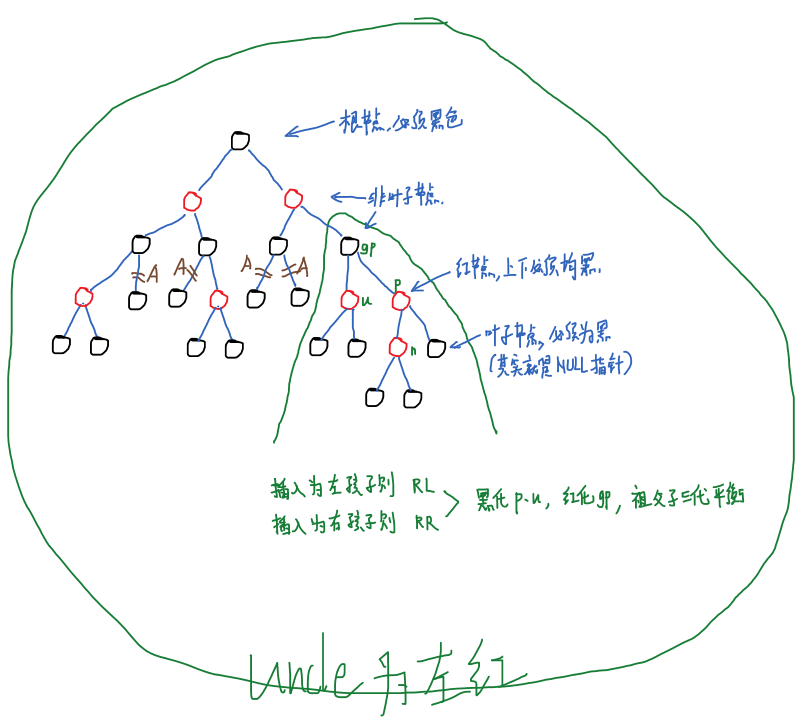 根节点,必须黑色
非叶子节点.
gp
A
A
A
A
红节点,上下必须均黑.
p
u
叶子节点,必须为黑
(其实就是NULL指针)
n
插入为左孩子则 RL
黑化p.u,红化gp,祖父子三代平衡
插入为右孩子则 RR
uncle为左红